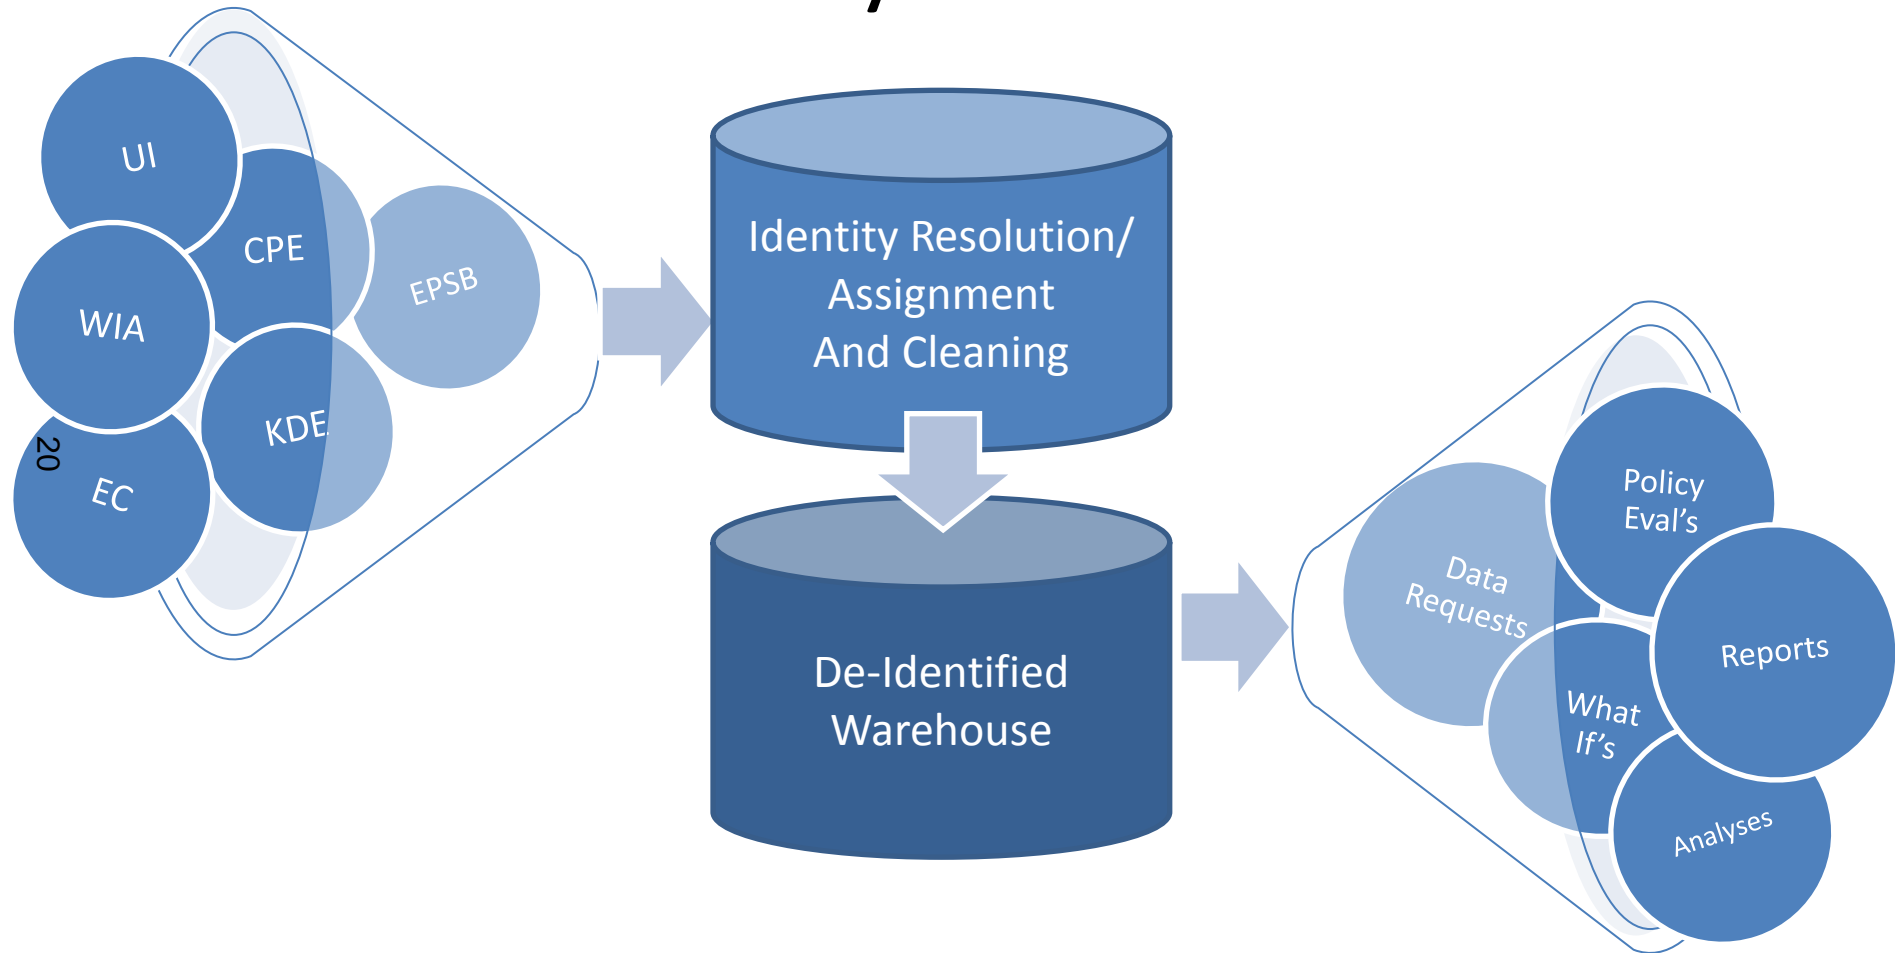 UI
CPE
EPSB
WIA
KDE
20
EC
Identity Resolution/
Assignment
And Cleaning
De-Identified
Warehouse
Policy
Eval's
Data
Requests
Reports
What
If's
Analyses